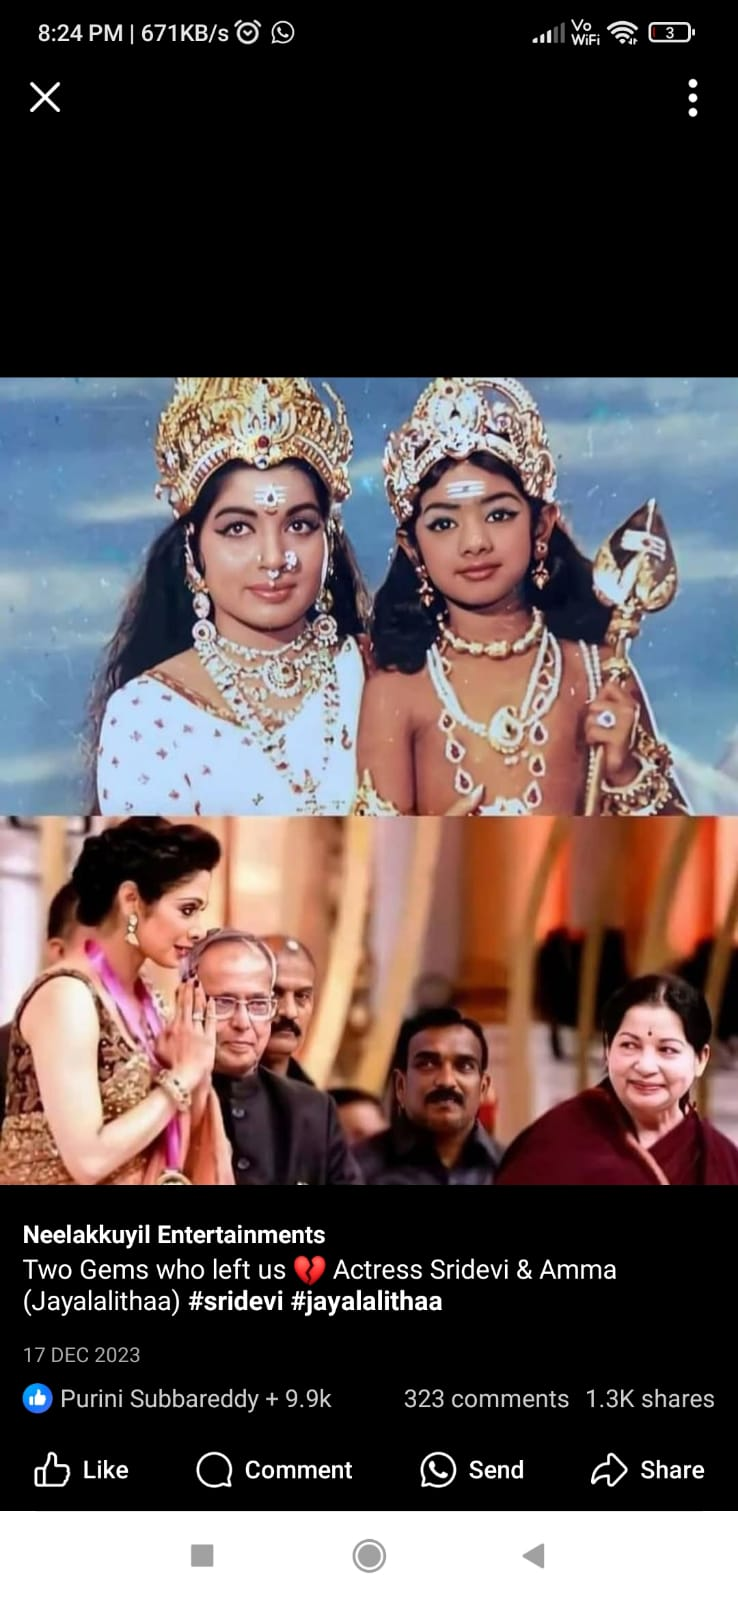 8:24 PM | 671KB/s
Vo
WiFi
3
Neelakkuyil Entertainments
Two Gems who left us 💔 Actress Sridevi & Amma
(Jayalalithaa) #sridevi #jayalalithaa
17 DEC 2023
Purini Subbareddy + 9.9k 323 comments 1.3K shares
Like Comment Send Share